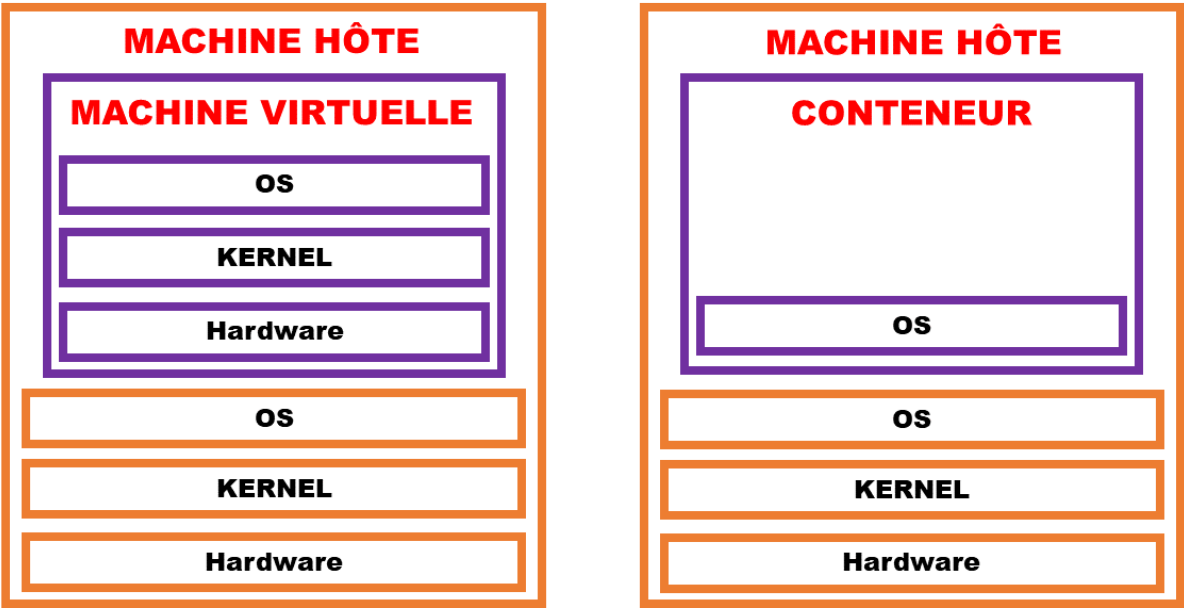 MACHINE HÔTE
MACHINE VIRTUELLE
OS
KERNEL
Hardware
OS
KERNEL
Hardware
MACHINE HÔTE
CONTENEUR
OS
OS
KERNEL
Hardware